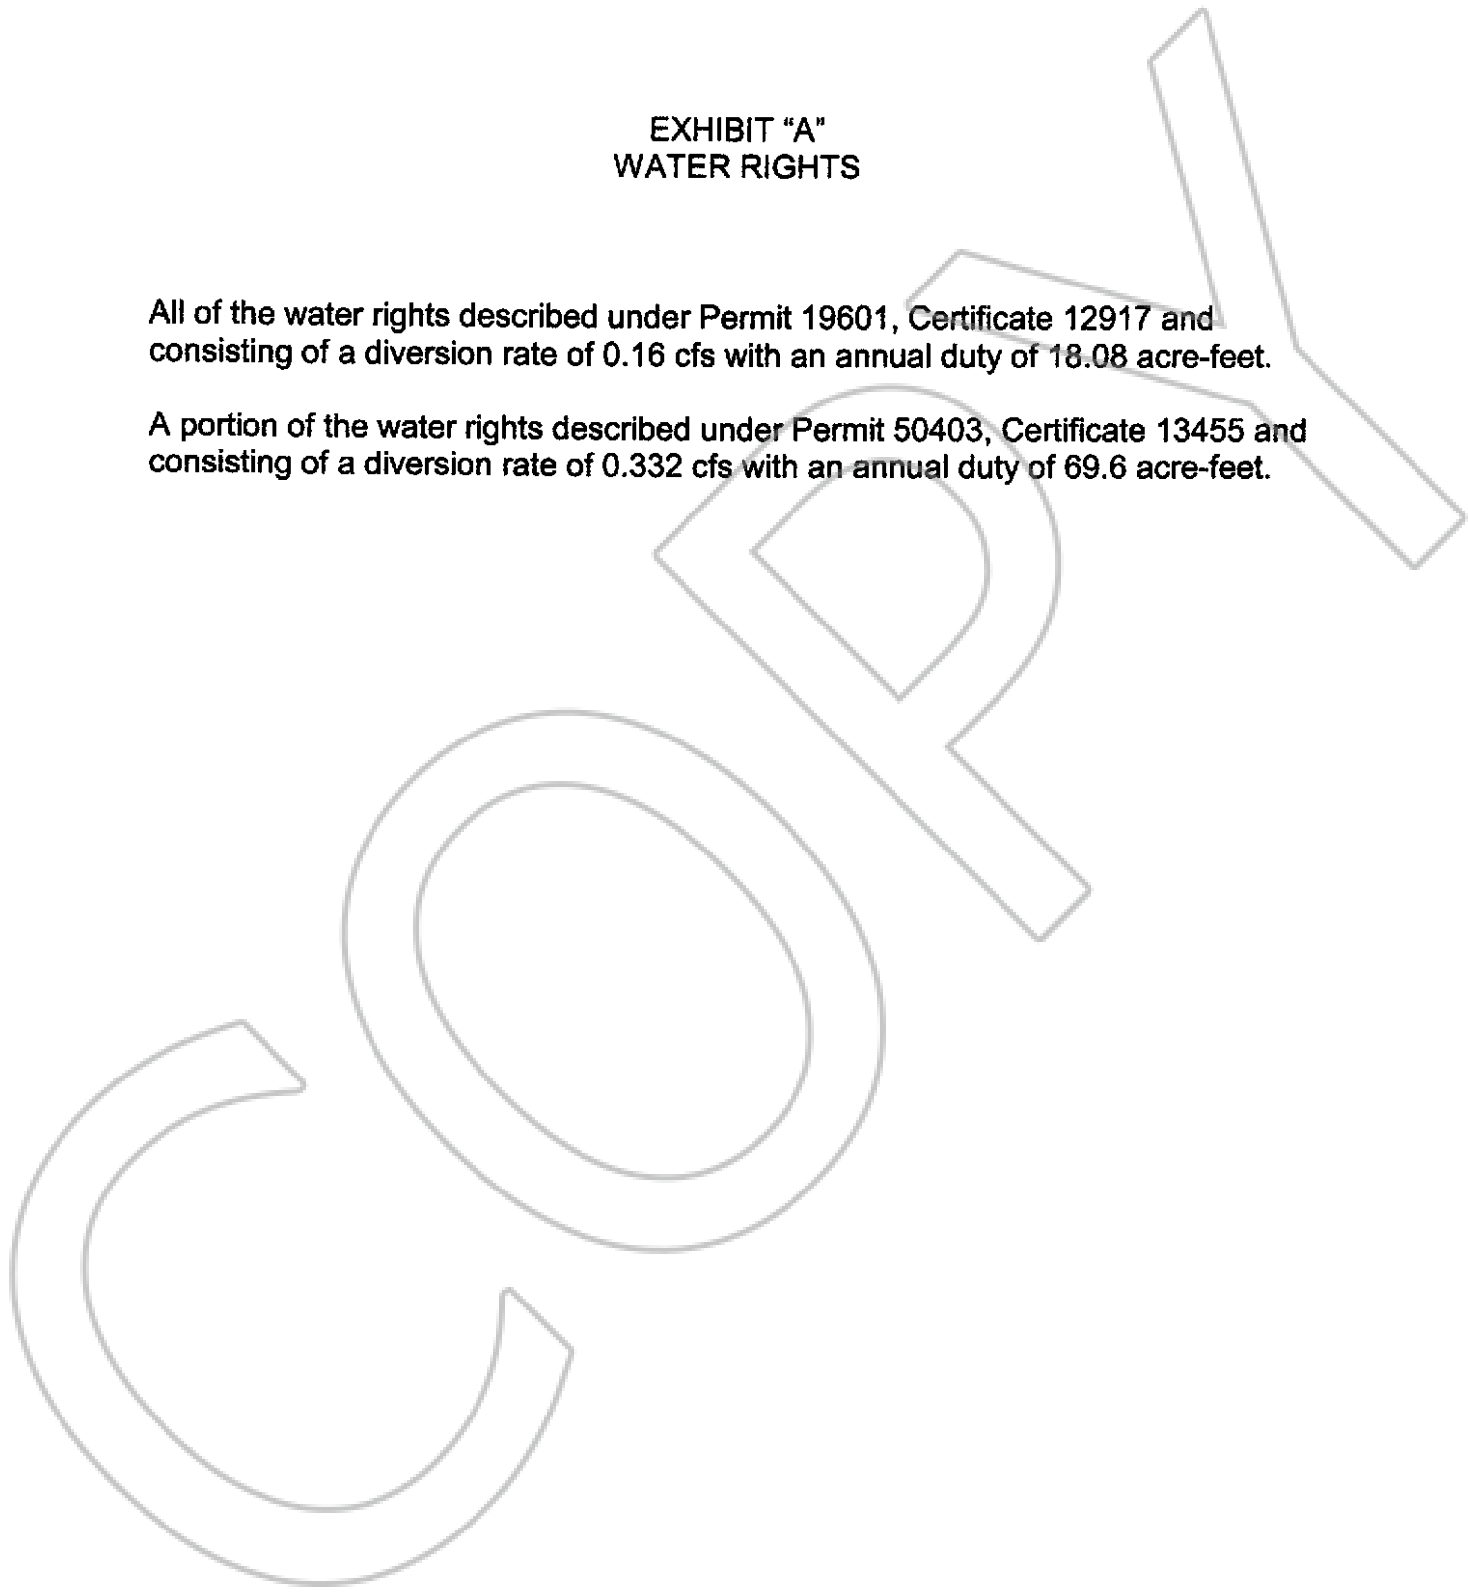 EXHIBIT “A”
WATER RIGHTS
All of the water rights described under Permit 19601, Certificate 12917 and
consisting of a diversion rate of 0.16 cfs with an annual duty of 18.08 acre-feet.
A portion of the water rights described under Permit 50403, Certificate 13455 and
consisting of a diversion rate of 0.332 cfs with an annual duty of 69.6 acre-feet.
COPY